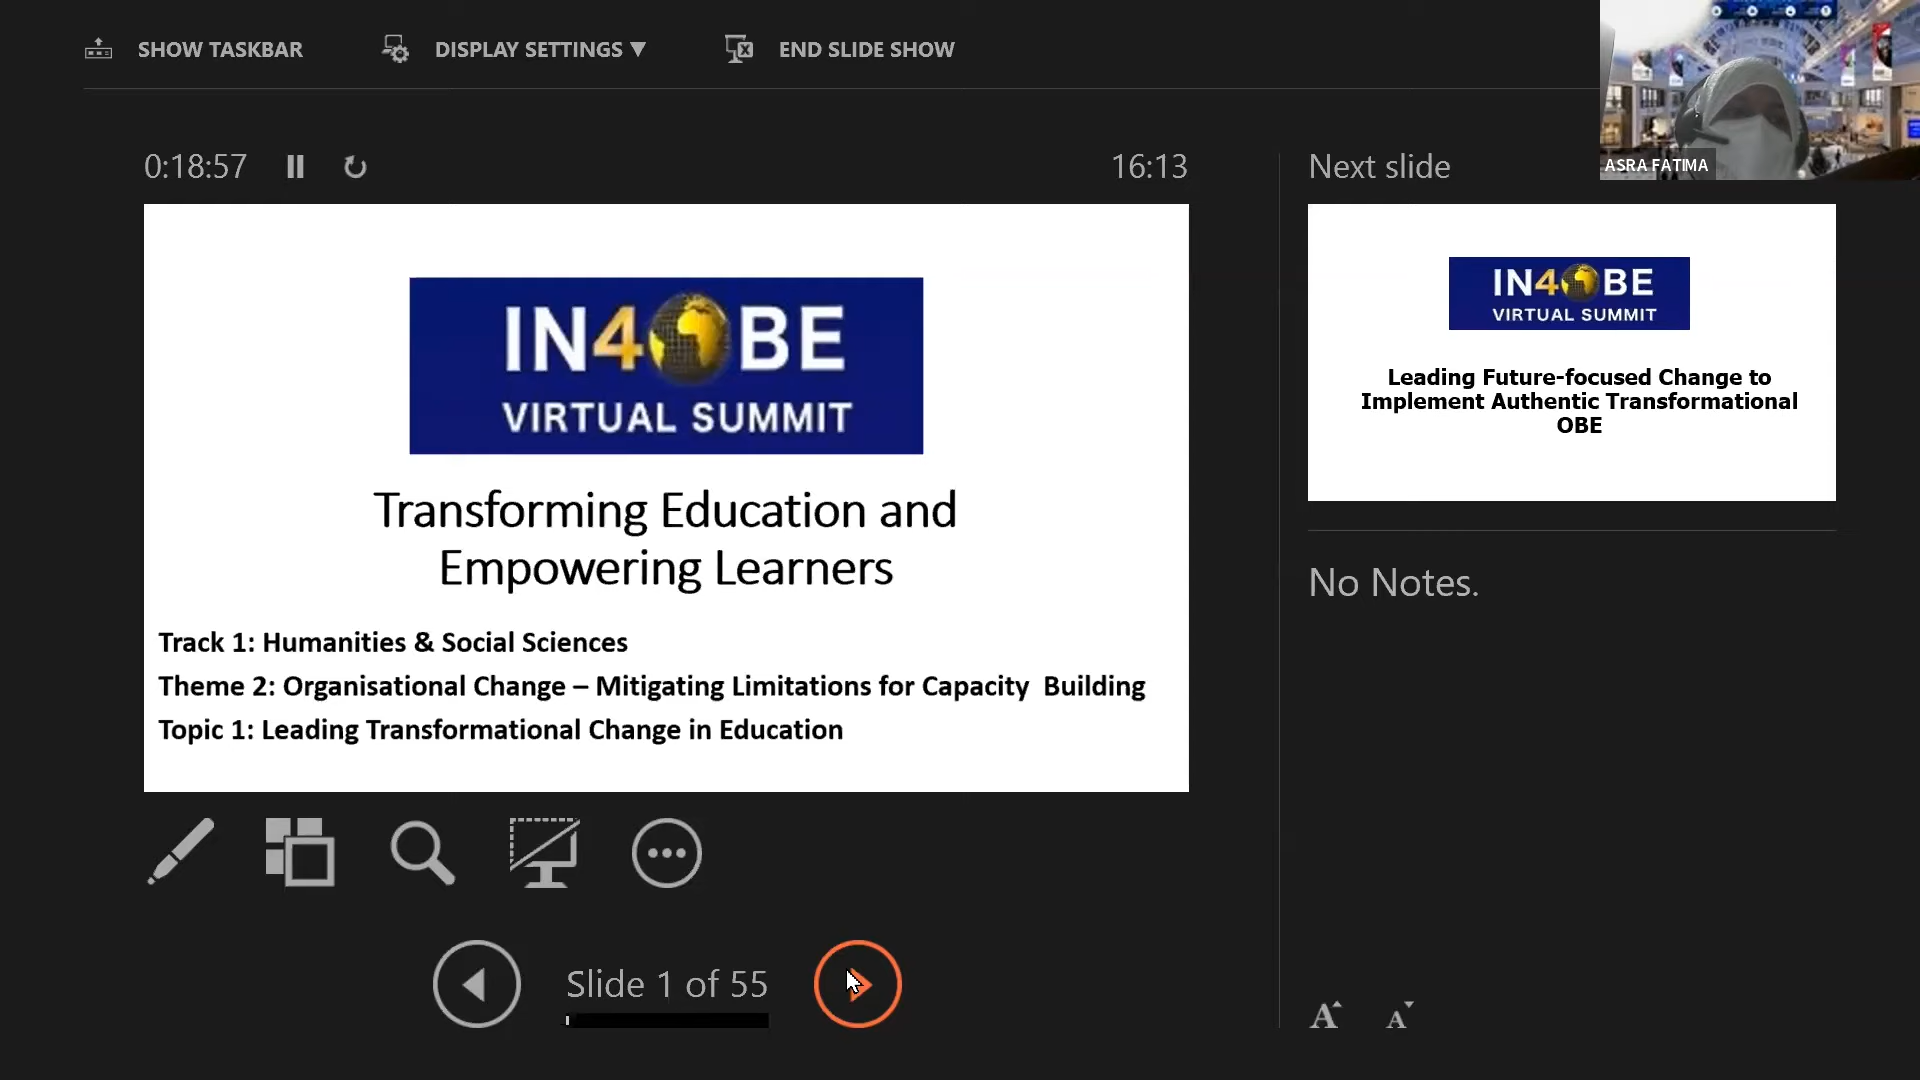 SHOW TASKBAR
DISPLAY SETTINGS ▼
END SLIDE SHOW
ASRA FATIMA
0:18:57
16:13
Next slide
IN4OBE
VIRTUAL SUMMIT
Transforming Education and
Empowering Learners
Track 1: Humanities & Social Sciences
Theme 2: Organisational Change – Mitigating Limitations for Capacity  Building
Topic 1: Leading Transformational Change in Education
IN4OBE
VIRTUAL SUMMIT
Leading Future-focused Change to
Implement Authentic Transformational
OBE
No Notes.
Slide 1 of 55
A A